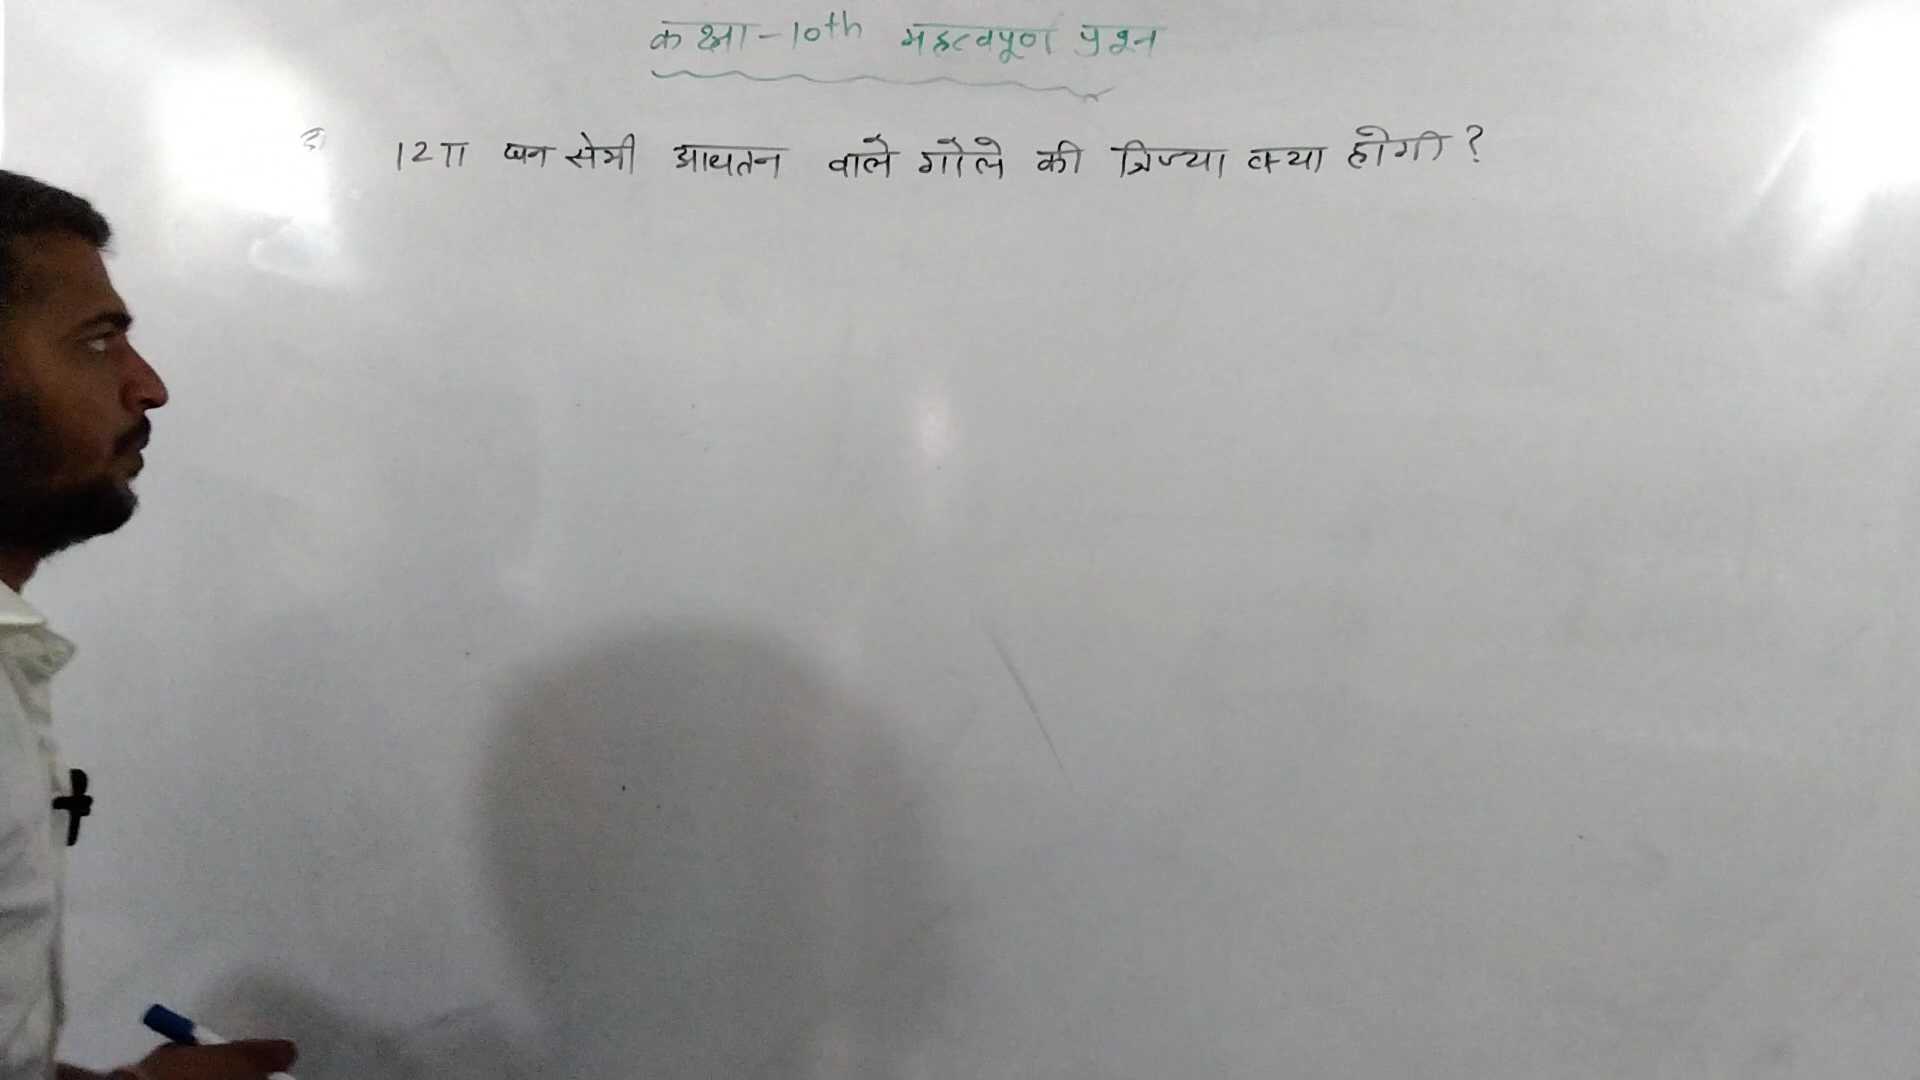 कक्षा-10th महत्वपूर्ण प्रश्न
12π घन सेमी आयतन वाले गोले की त्रिज्या क्या होगी?